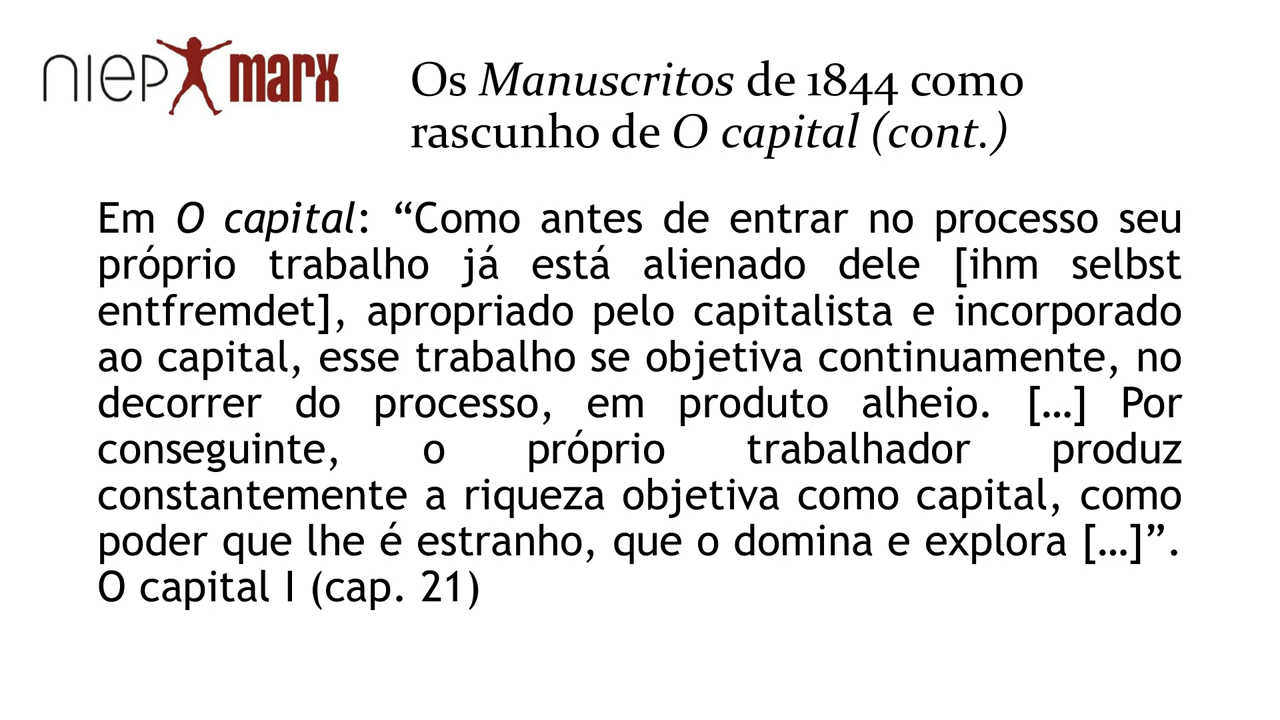 NIEP marx
Os Manuscritos de 1844 como
rascunho de O capital (cont.)
Em O capital: “Como antes de entrar no processo seu
próprio trabalho já está alienado dele [ihm selbst
entfremdet], apropriado pelo capitalista e incorporado
ao capital, esse trabalho se objetiva continuamente, no
decorrer do processo, em produto alheio. […] Por
conseguinte, o próprio trabalhador produz
constantemente a riqueza objetiva como capital, como
poder que lhe é estranho, que o domina e explora […]”.
O capital I (cap. 21)